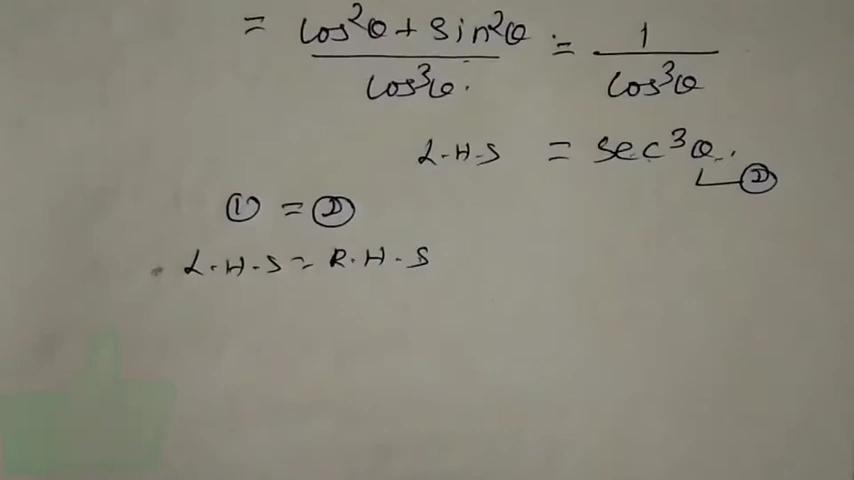 = cos²θ + sin²θ / cos³θ. = 1 / cos³θ
L.H.S = sec³θ. ②
① = ②
L.H.S = R.H.S